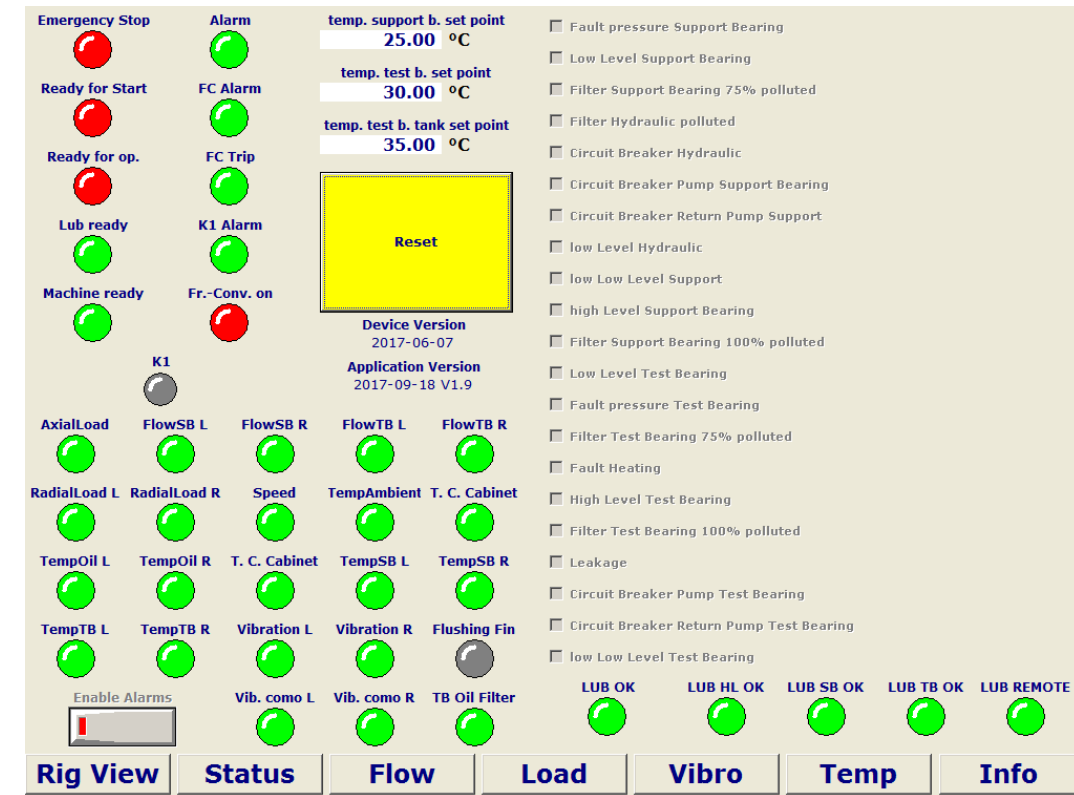 Emergency Stop
Alarm
temp. support b. set point
25.00 ºC
Ready for Start
FC Alarm
temp. test b. set point
30.00 ºC
temp. test b. tank set point
35.00 ºC
Ready for op.
FC Trip
Lub ready
K1 Alarm
Reset
Machine ready
Fr.-Conv. on
Device Version
2017-06-07
K1
Application Version
2017-09-18 V1.9
AxialLoad FlowSB L FlowSB R FlowTB L FlowTB R
RadialLoad L RadialLoad R Speed TempAmbient T. C. Cabinet
TempOil L TempOil R T. C. Cabinet TempSB L TempSB R
TempTB L TempTB R Vibration L Vibration R Flushing Fin
Enable Alarms Vib. como L Vib. como R TB Oil Filter
Fault pressure Support Bearing
Low Level Support Bearing
Filter Support Bearing 75% polluted
Filter Hydraulic polluted
Circuit Breaker Hydraulic
Circuit Breaker Pump Support Bearing
Circuit Breaker Return Pump Support
low Level Hydraulic
low Low Level Support
high Level Support Bearing
Filter Support Bearing 100% polluted
Low Level Test Bearing
Fault pressure Test Bearing
Filter Test Bearing 75% polluted
Fault Heating
High Level Test Bearing
Filter Test Bearing 100% polluted
Leakage
Circuit Breaker Pump Test Bearing
Circuit Breaker Return Pump Test Bearing
low Low Level Test Bearing
LUB OK LUB HL OK LUB SB OK LUB TB OK LUB REMOTE
Rig View Status Flow Load Vibro Temp Info